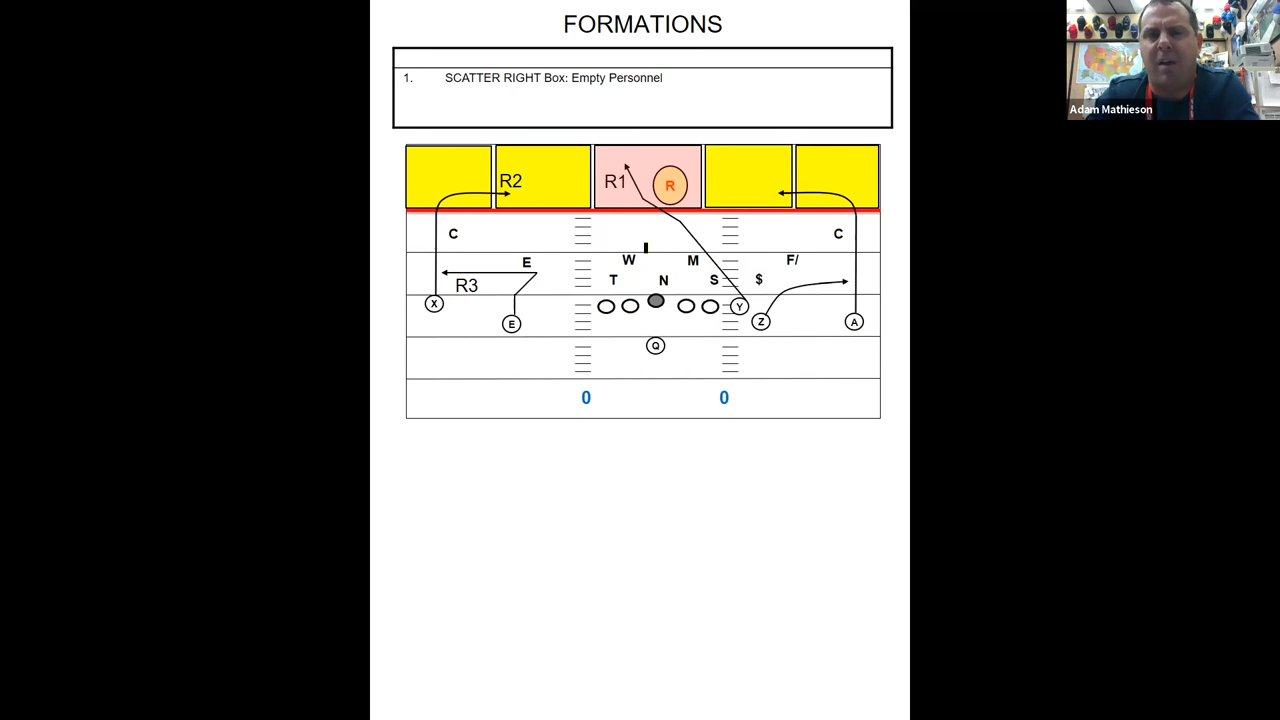 FORMATIONS
Adam Mathieson
1. SCATTER RIGHT Box: Empty Personnel
R2 R1 R
C C
E W M F/
T N S $
R3
X Y
E Z A
Q
0 0